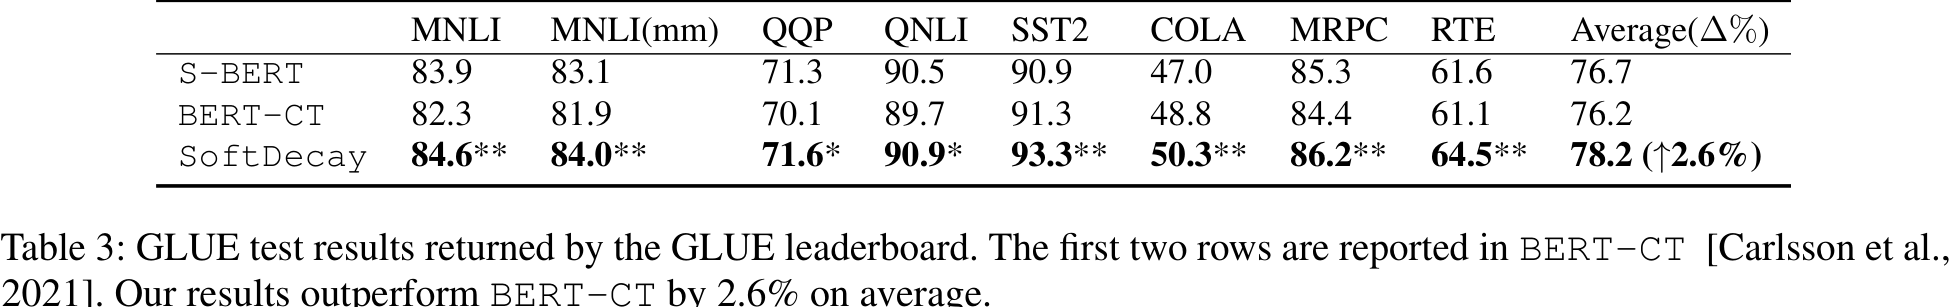 MNLI MNLI(mm) QQP QNLI SST2 COLA MRPC RTE Average(Δ%)
S-BERT 83.9 83.1 71.3 90.5 90.9 47.0 85.3 61.6 76.7
BERT-CT 82.3 81.9 70.1 89.7 91.3 48.8 84.4 61.1 76.2
SoftDecay 84.6** 84.0** 71.6* 90.9* 93.3** 50.3** 86.2** 64.5** 78.2 (↑2.6%)
Table 3: GLUE test results returned by the GLUE leaderboard. The first two rows are reported in BERT-CT [Carlsson et al.,
2021]. Our results outperform BERT-CT by 2.6% on average.